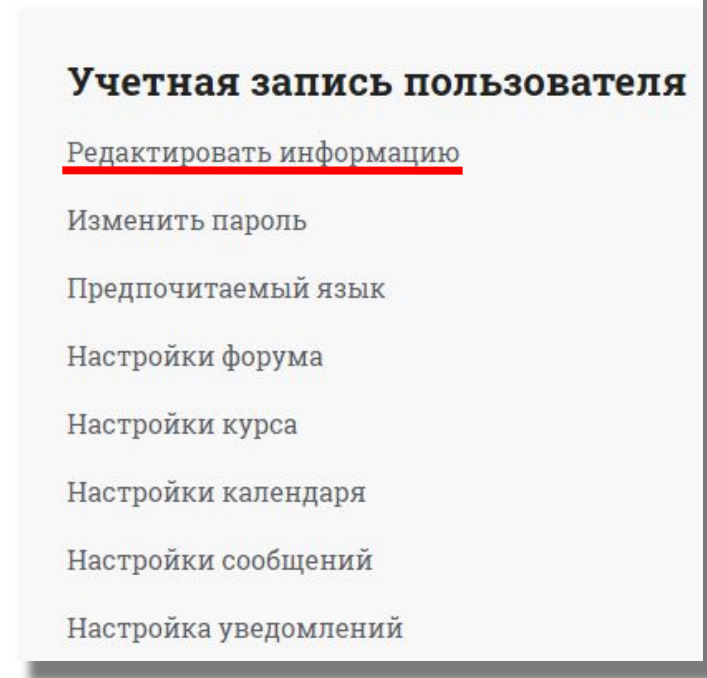 Учетная запись пользователя
Редактировать информацию
Изменить пароль
Предпочитаемый язык
Настройки форума
Настройки курса
Настройки календаря
Настройки сообщений
Настройка уведомлений